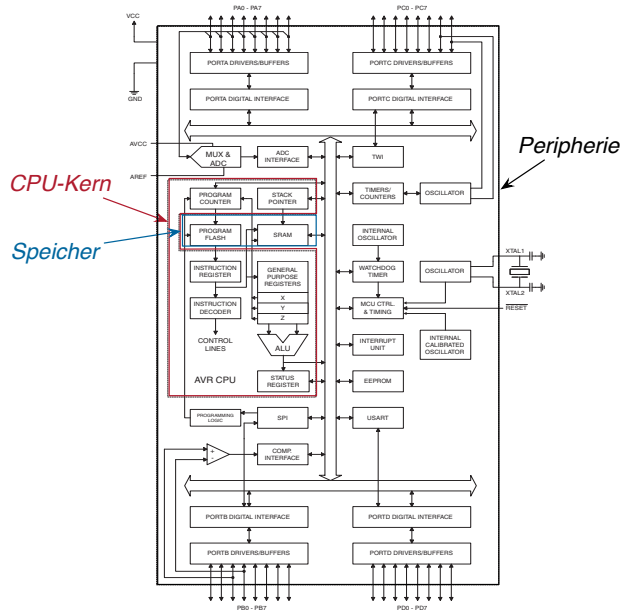 PA0 - PA7
PC0 - PC7
VCC
PORTA DRIVERS/BUFFERS
PORTC DRIVERS/BUFFERS
GND
PORTA DIGITAL INTERFACE
PORTC DIGITAL INTERFACE
AVCC
MUX &
ADC
ADC
INTERFACE
TWI
AREF
Peripherie
CPU-Kern
PROGRAM
COUNTER
STACK
POINTER
TIMERS/
COUNTERS
OSCILLATOR
Speicher
PROGRAM
FLASH
SRAM
INTERNAL
OSCILLATOR
XTAL1
INSTRUCTION
REGISTER
GENERAL
PURPOSE
REGISTERS
WATCHDOG
TIMER
OSCILLATOR
XTAL2
X
INSTRUCTION
DECODER
Y
MCU CTRL.
& TIMING
RESET
Z
CONTROL
LINES
ALU
INTERRUPT
UNIT
INTERNAL
CALIBRATED
OSCILLATOR
AVR CPU
STATUS
REGISTER
EEPROM
PROGRAMMING
LOGIC
SPI
USART
+
-
COMP.
INTERFACE
PORTB DIGITAL INTERFACE
PORTD DIGITAL INTERFACE
PORTB DRIVERS/BUFFERS
PORTD DRIVERS/BUFFERS
PB0 - PB7
PD0 - PD7